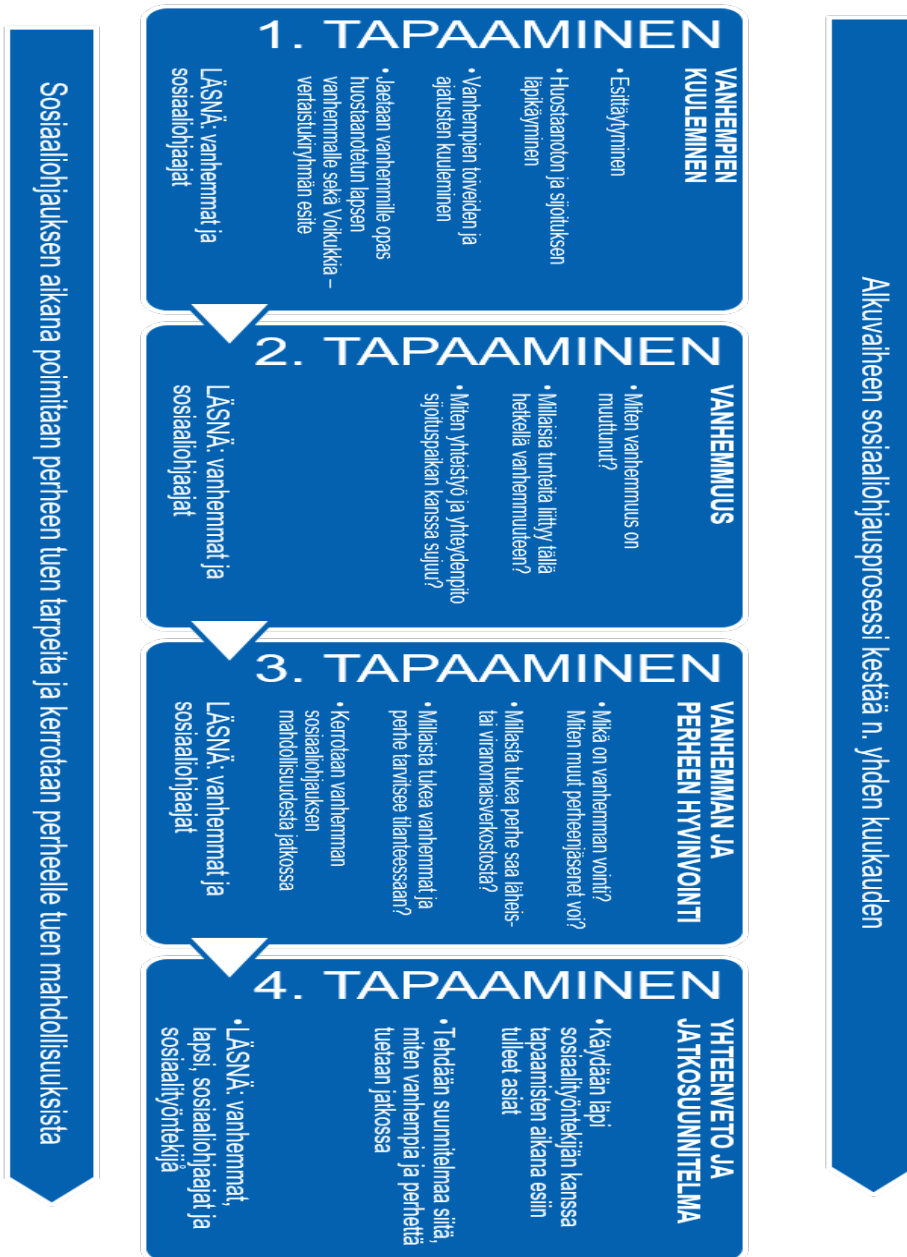 Alkuvaiheen sosiaaliohjausprosessi kestää n. yhden kuukauden
1. TAPAAMINEN
VANHEMPIEN
KUULEMINEN
• Esittäytyminen
• Huostaanoton ja sijoituksen
läpikäyminen
• Vanhempien toiveiden ja
ajatusten kuuleminen
• Jaetaan vanhemmille opas
huostaanotetun lapsen
vanhemmalle sekä Voikukkia –
vertaistukiryhmän esite
LÄSNÄ: vanhemmat ja
sosiaaliohjaajat
2. TAPAAMINEN
VANHEMMUUS
• Miten vanhemmuus on
muuttunut?
• Millaisia tunteita liittyy tällä
hetkellä vanhemmuuteen?
• Miten yhteistyö ja yhteydenpito
sijoituspaikan kanssa sujuu?
LÄSNÄ: vanhemmat ja
sosiaaliohjaajat
3. TAPAAMINEN
VANHEMMAN JA
PERHEEN HYVINVOINTI
• Mikä on vanhemman vointi?
Miten muut perheenjäsenet voi?
• Millasta tukea perhe saa läheis-
tai viranomaisverkostosta?
• Millaista tukea vanhemmat ja
perhe tarvitsee tilanteessaan?
• Kerrotaan vanhemman
sosiaaliohjauksen
mahdollisuudesta jatkossa
LÄSNÄ: vanhemmat ja
sosiaaliohjaajat
4. TAPAAMINEN
YHTEENVETO JA
JATKOSUUNNITELMA
• Käydään läpi
sosiaalityöntekijän kanssa
tapaamisten aikana esiin
tulleet asiat
• Tehdään suunnitelmaa siitä,
miten vanhempia ja perhettä
tuetaan jatkossa
• LÄSNÄ: vanhemmat,
lapsi, sosiaaliohjaajat ja
sosiaalityöntekijä
Sosiaaliohjauksen aikana poimitaan perheen tuen tarpeita ja kerrotaan perheelle tuen mahdollisuuksista